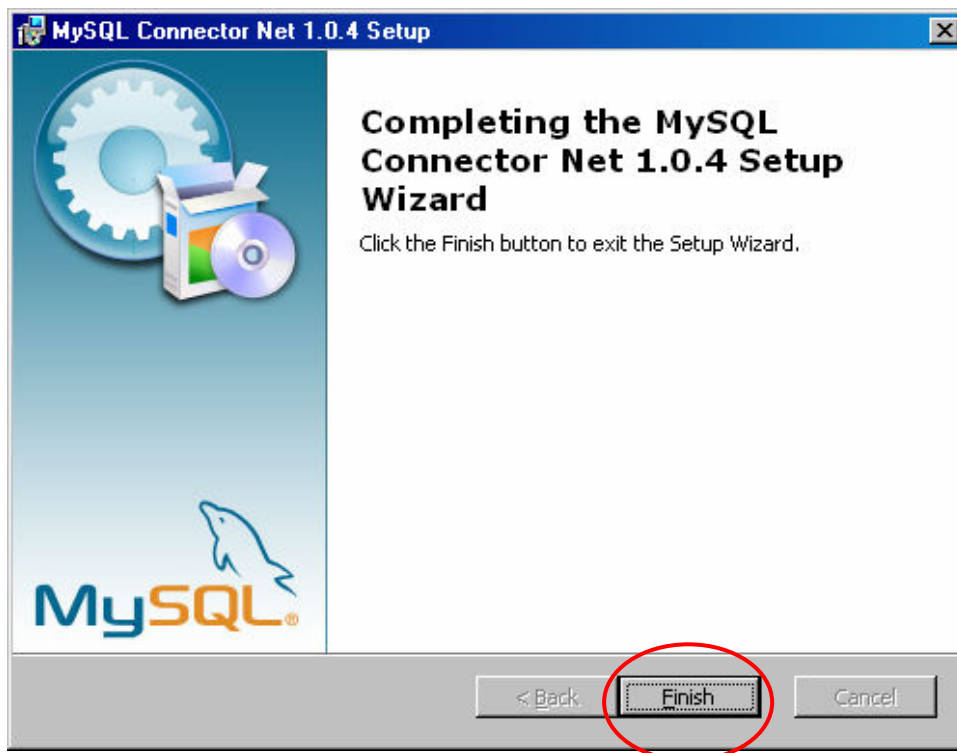 MySQL Connector Net 1.0.4 Setup
Completing the MySQL
Connector Net 1.0.4 Setup
Wizard
Click the Finish button to exit the Setup Wizard.
MySQL®
< Back
Finish
Cancel